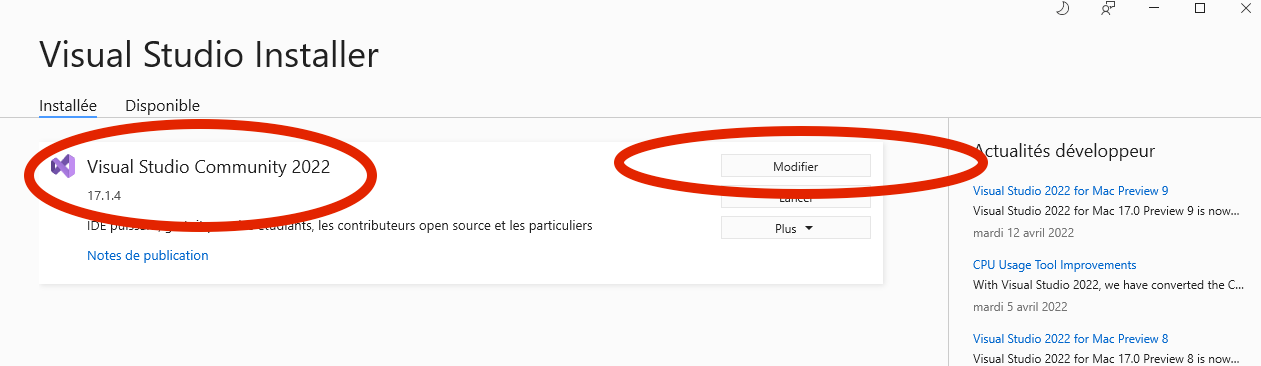 Visual Studio Installer
Installée
Disponible
Visual Studio Community 2022
17.1.4
IDE les contributeurs open source et les particuliers
Notes de publication
Modifier
Lancer
Plus
Actualités développeur
Visual Studio 2022 for Mac Preview 9
Visual Studio 2022 for Mac 17.0 Preview 9 is now...
mardi 12 avril 2022
CPU Usage Tool Improvements
With Visual Studio 2022, we have converted the C...
mardi 5 avril 2022
Visual Studio 2022 for Mac Preview 8
Visual Studio 2022 for Mac 17.0 Preview 8 is now...